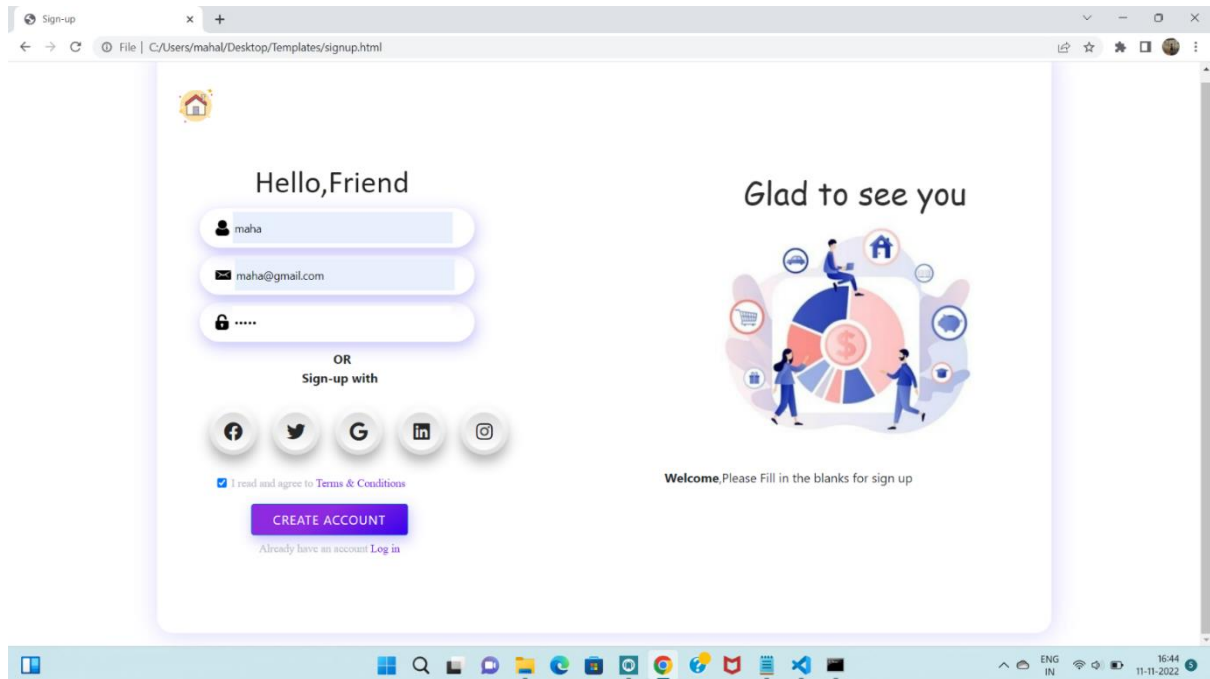 Sign-up
File | C:/Users/mahal/Desktop/Templates/signup.html
Hello,Friend
maha
maha@gmail.com
•••••
OR
Sign-up with
I read and agree to Terms & Conditions
CREATE ACCOUNT
Already have an account Log in
Glad to see you
Welcome,Please Fill in the blanks for sign up
ENG
IN
16:44
11-11-2022